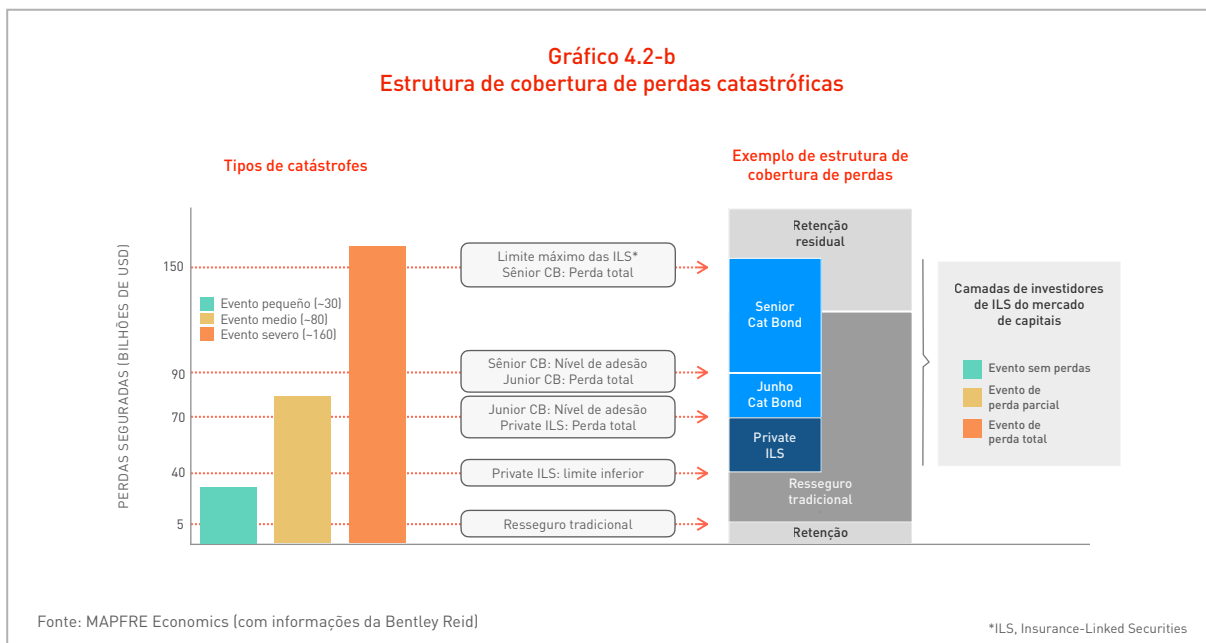 Gráfico 4.2-b
Estrutura de cobertura de perdas catastróficas
Tipos de catástrofes
Exemplo de estrutura de
cobertura de perdas
PERDAS SEGURADAS (BILHÕES DE USD)
150
90
70
40
5
Evento pequeño (~30)
Evento medio (~80)
Evento severo (~160)
Limite máximo das ILS*
Sênior CB: Perda total
Sênior CB: Nível de adesão
Junior CB: Perda total
Junior CB: Nível de adesão
Private ILS: Perda total
Private ILS: limite inferior
Resseguro tradicional
Retenção
residual
Senior
Cat Bond
Junho
Cat Bond
Private
ILS
Resseguro
tradicional
Retenção
Camadas de investidores
de ILS do mercado
de capitais
Evento sem perdas
Evento de
perda parcial
Evento de
perda total
Fonte: MAPFRE Economics (com informações da Bentley Reid)
*ILS, Insurance-Linked Securities